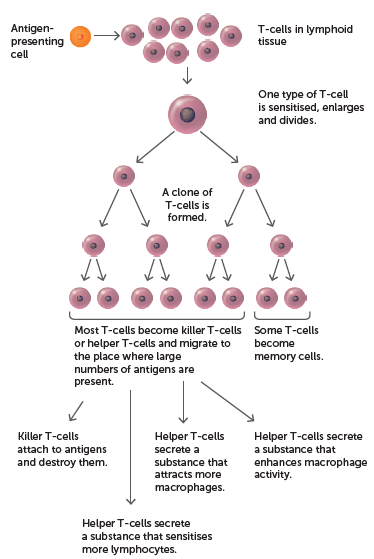 Antigen-
presenting
cell
T-cells in lymphoid
tissue
One type of T-cell
is sensitised, enlarges
and divides.
A clone of
T-cells is
formed.
Most T-cells become killer T-cells
or helper T-cells and migrate to
the place where large
numbers of antigens are
present.
Some T-cells
become
memory cells.
Killer T-cells
attach to antigens
and destroy them.
Helper T-cells
secrete a
substance that
attracts more
macrophages.
Helper T-cells secrete
a substance that
enhances macrophage
activity.
Helper T-cells secrete
a substance that sensitises
more lymphocytes.